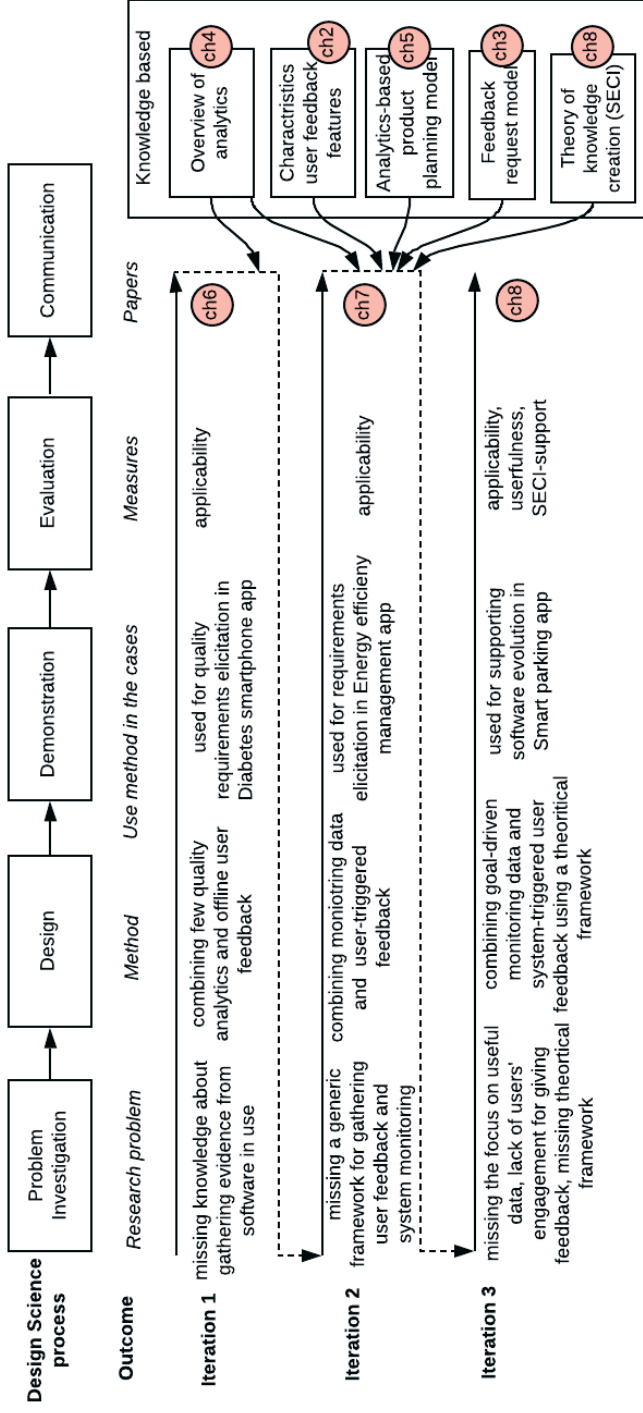 Design Science
process
Problem
Investigation
Design
Demonstration
Evaluation
Communication
Outcome
Research problem
Method
Use method in the cases
Measures
Papers
Knowledge based
Iteration 1
missing knowledge about
gathering evidence from
software in use
combining few quality
analytics and offline user
feedback
used for quality
requirements elicitation in
Diabetes smartphone app
applicability
ch6
Iteration 2
missing a generic
framework for gathering
user feedback and
system monitoring
combining moniotring data
and user-triggered
feedback
used for requirements
elicitation in Energy efficieny
management app
applicability
ch7
Iteration 3
missing the focus on useful
data, lack of users'
engagement for giving
feedback, missing theortical
framework
combining goal-driven
monitoring data and
system-triggered user
feedback using a theoritical
framework
used for supporting
software evolution in
Smart parking app
applicability,
userfulness,
SECI-support
ch8
Overview of
analytics
ch4
Charactristics
user feedback
features
ch2
Analytics-based
product
planning model
ch5
Feedback
request model
ch3
Theory of
knowledge
creation (SECI)
ch8